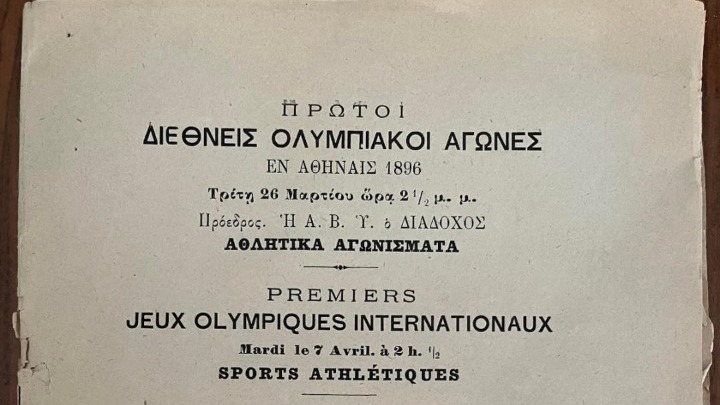 ΠΡΩΤΟΙ
ΔΙΕΘΝΕΙΣ ΟΛΥΜΠΙΑΚΟΙ ΑΓΩΝΕΣ
ΕΝ ΑΘΗΝΑΙΣ 1896
Τρίτη 26 Μαρτίου ὥρα 2 1/2 μ. μ.
Πρόεδρος. Ἡ Α. Β. Ὑ. ὁ ΔΙΑΔΟΧΟΣ
ΑΘΛΗΤΙΚΑ ΑΓΩΝΙΣΜΑΤΑ
PREMIERS
JEUX OLYMPIQUES INTERNATIONAUX
Mardi le 7 Avril. à 2 h. 1/2
SPORTS ATHLÉTIQUES